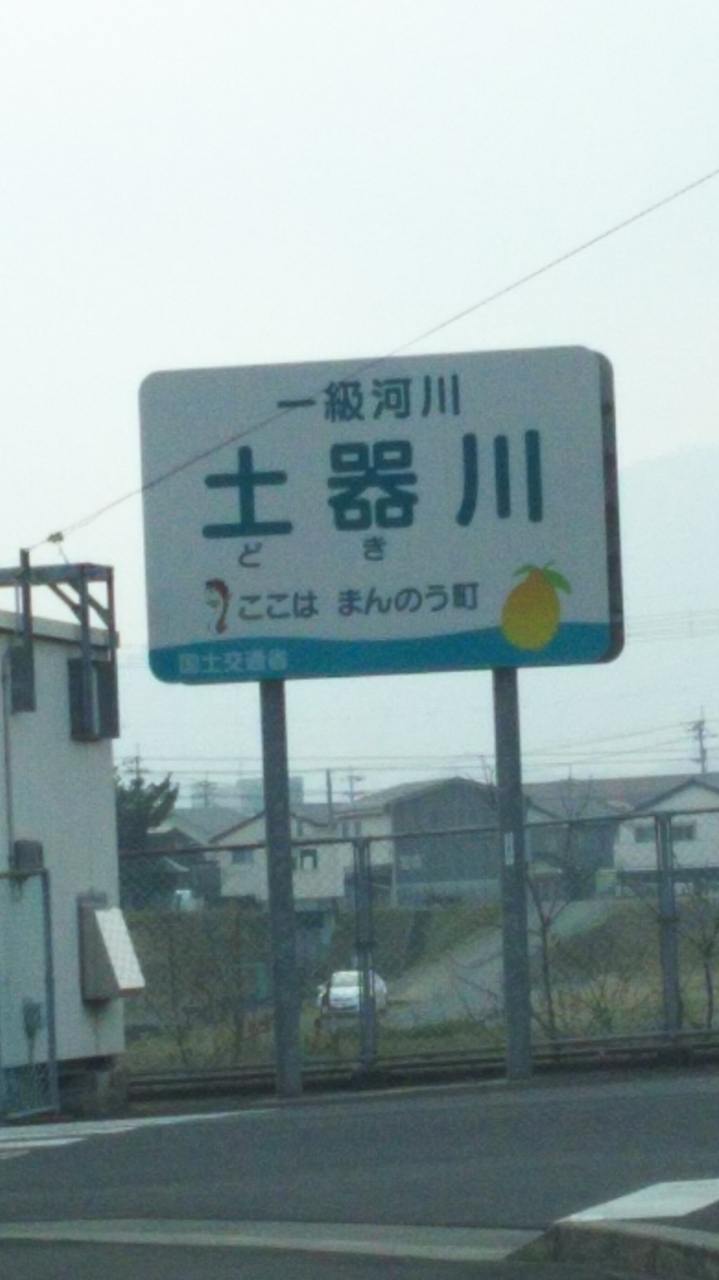 一級河川
土器川
どき
ここは まんのう町
国土交通省